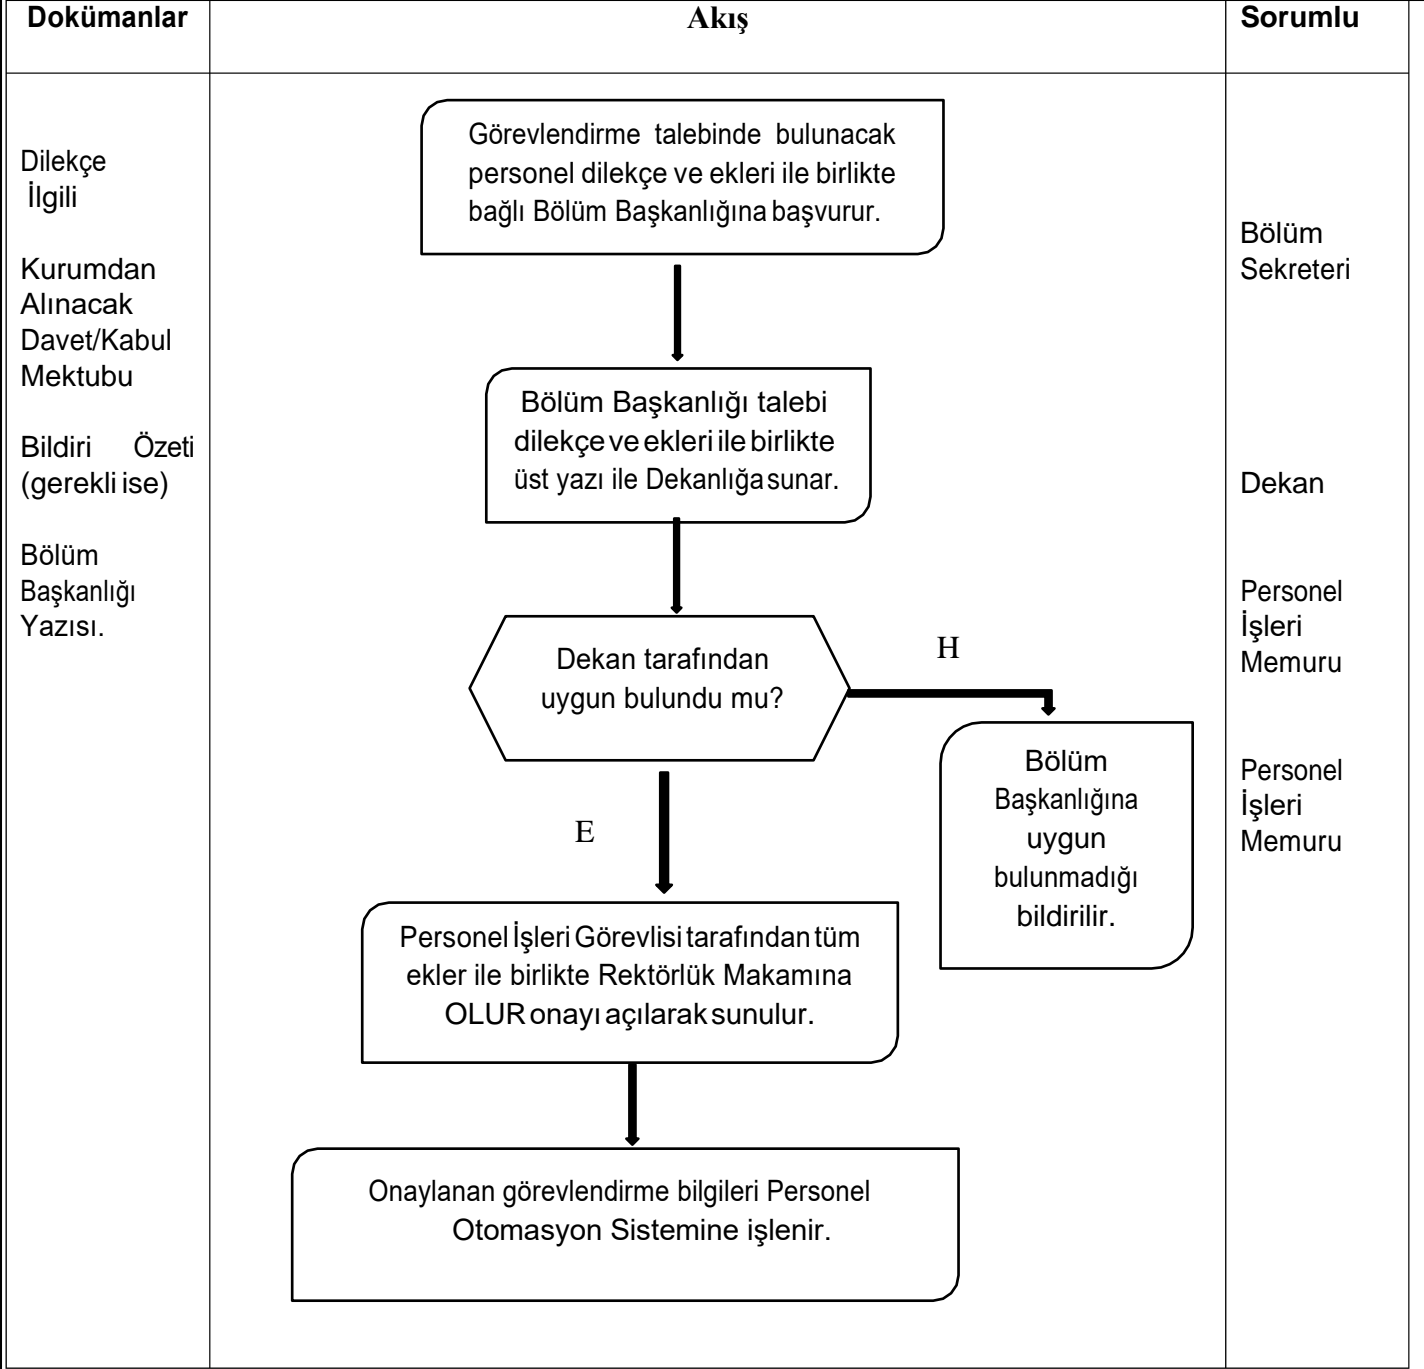 Dokümanlar
Akış
Sorumlu
Dilekçe
İlgili
Kurumdan
Alınacak
Davet/Kabul
Mektubu
Bildiri Özeti
(gerekli ise)
Bölüm
Başkanlığı
Yazısı.
Görevlendirme talebinde bulunacak
personel dilekçe ve ekleri ile birlikte
bağlı Bölüm Başkanlığına başvurur.
Bölüm Başkanlığı talebi
dilekçe ve ekleri ile birlikte
üst yazı ile Dekanlığa sunar.
Dekan tarafından
uygun bulundu mu?
H
Bölüm
Başkanlığına
uygun
bulunmadığı
bildirilir.
E
Personel İşleri Görevlisi tarafından tüm
ekler ile birlikte Rektörlük Makamına
OLUR onayı açılarak sunulur.
Onaylanan görevlendirme bilgileri Personel
Otomasyon Sistemine işlenir.
Bölüm
Sekreteri
Dekan
Personel
İşleri
Memuru
Personel
İşleri
Memuru